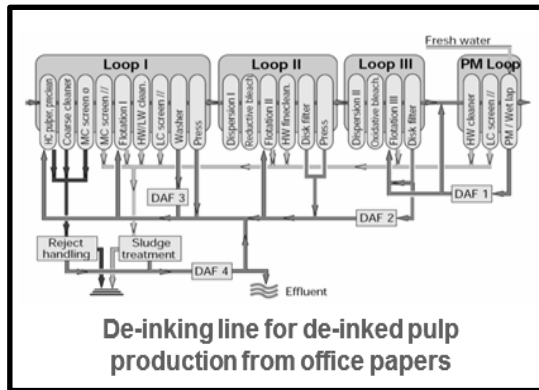 Fresh water
Loop I
Loop II
Loop III
PM Loop
HC pulper, preclean
Coarse cleaner
MC screen o
MC screen //
Flotation I
HW/LW clean.
LC screen //
Washer
Press
Dispersion I
Reductive bleach.
Flotation II
HW fineclean.
Disk filter
Press
Dispersion II
Oxidative bleach.
Flotation III
Disk filter
HW cleaner
LC screen //
PM / Wet lap
DAF 3
DAF 1
DAF 2
Reject
handling
Sludge
treatment
DAF 4
Effluent
De-inking line for de-inked pulp
production from office papers